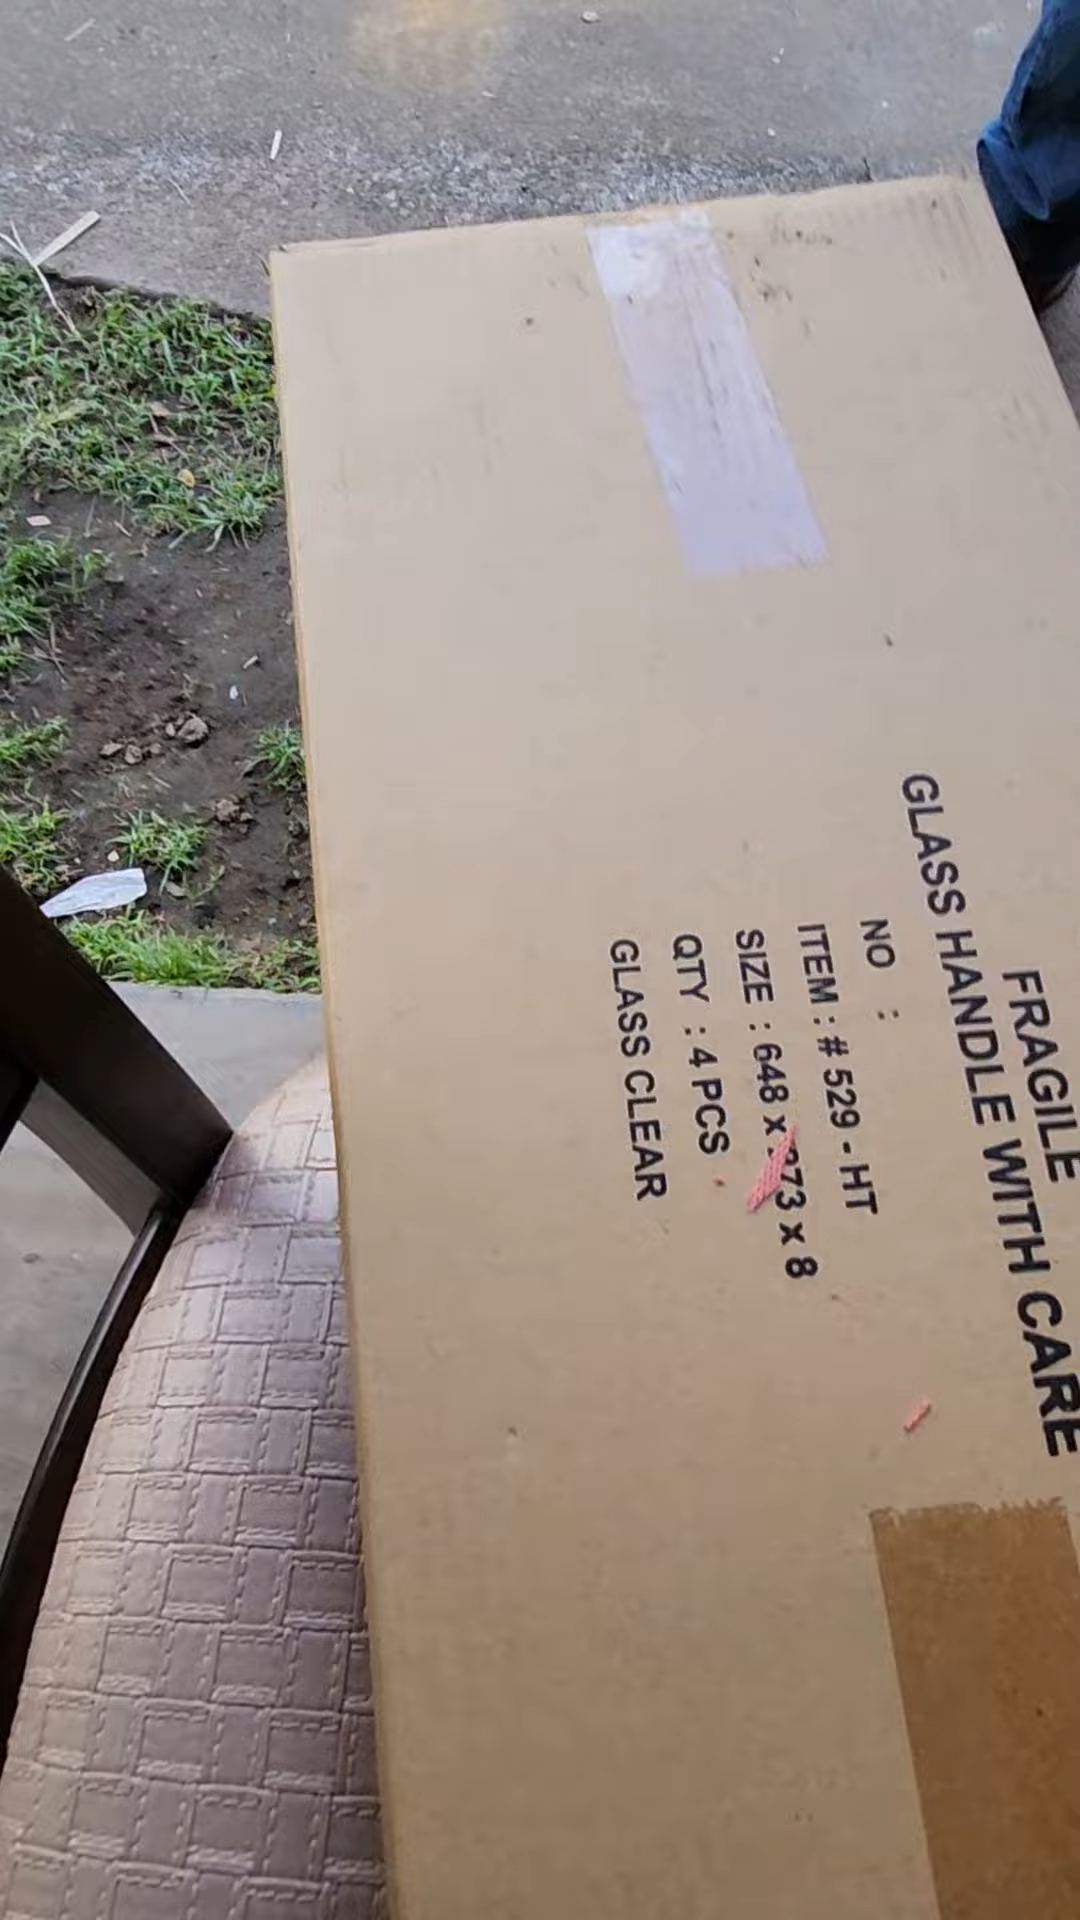 FRAGILE
GLASS HANDLE WITH CARE
NO :
ITEM : # 529 - HT
SIZE : 648 x 73 x 8
QTY : 4 PCS
GLASS CLEAR